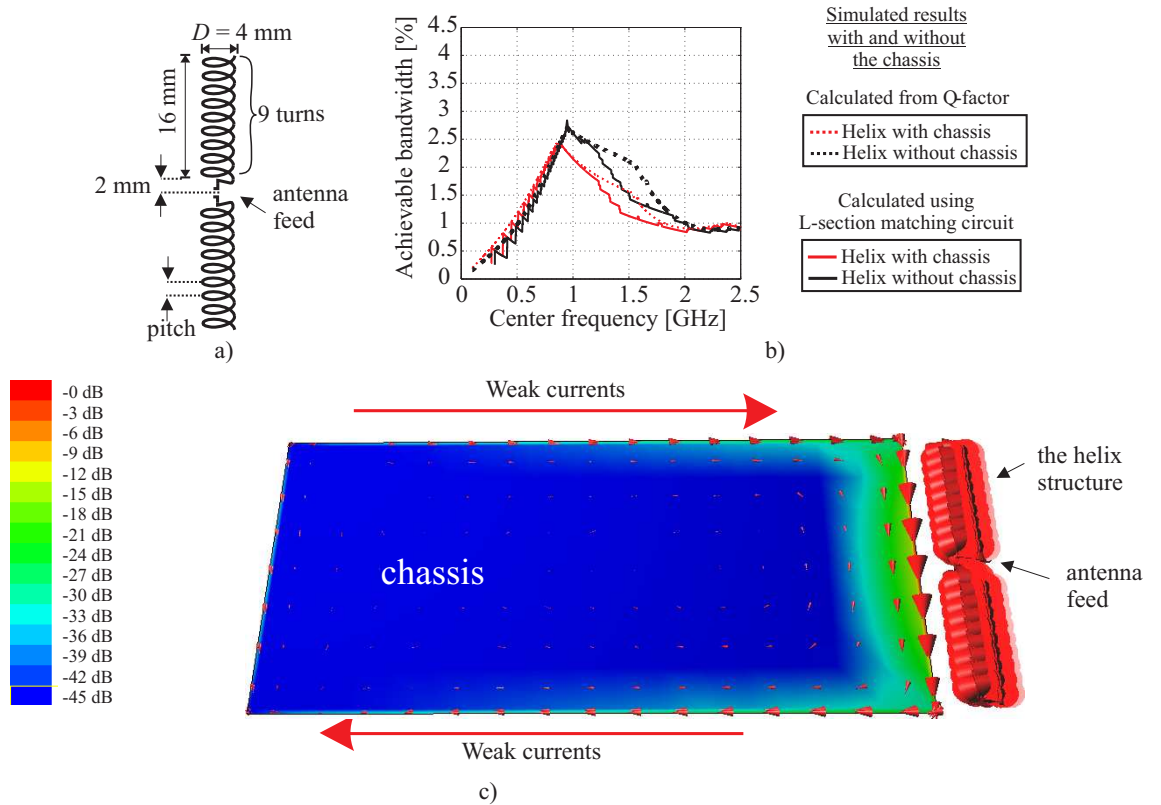 a)
D = 4 mm
16 mm
9 turns
2 mm
antenna
feed
pitch
a)
b)
Achievable bandwidth [%]
4.5
4
3.5
3
2.5
2
1.5
1
0.5
0
0
0.5
1
1.5
2
2.5
Center frequency [GHz]
b)
Simulated results
with and without
the chassis
Calculated from Q-factor
Helix with chassis
Helix without chassis
Calculated using
L-section matching circuit
Helix with chassis
Helix without chassis
-0 dB
-3 dB
-6 dB
-9 dB
-12 dB
-15 dB
-18 dB
-21 dB
-24 dB
-27 dB
-30 dB
-33 dB
-36 dB
-39 dB
-42 dB
-45 dB
Weak currents
chassis
the helix
structure
antenna
feed
Weak currents
c)